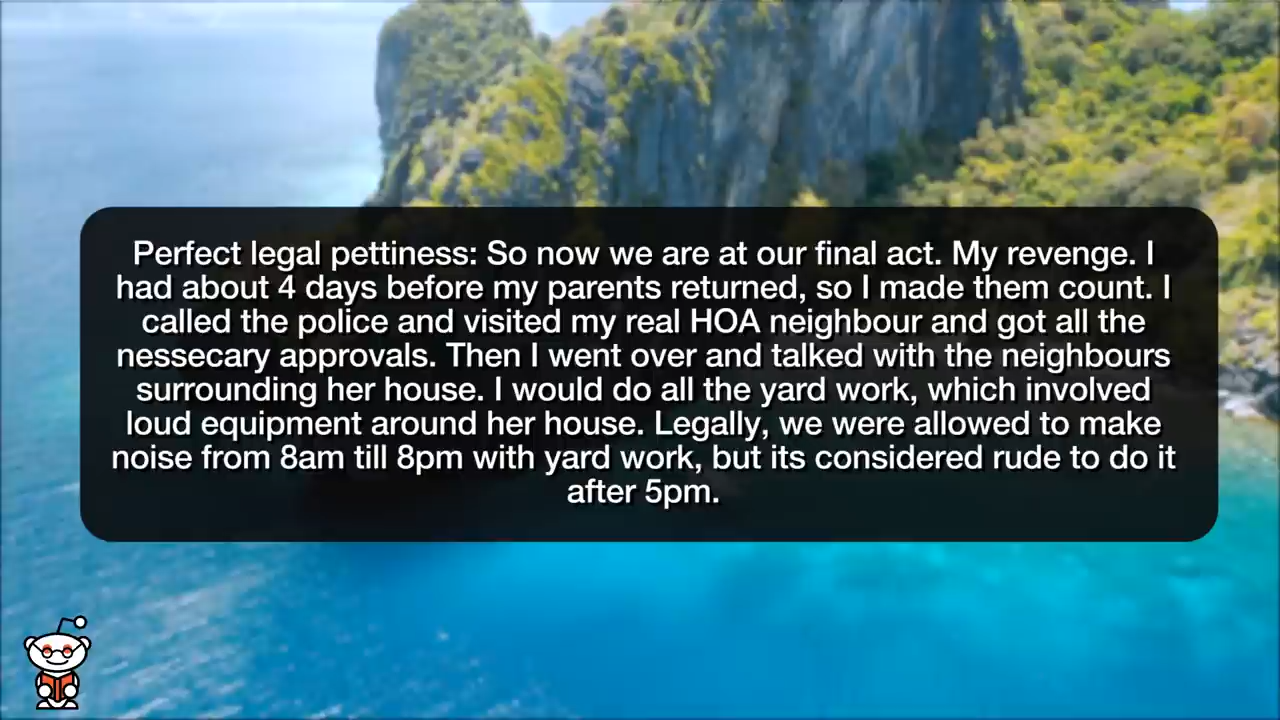 Perfect legal pettiness: So now we are at our final act. My revenge. I
had about 4 days before my parents returned, so I made them count. I
called the police and visited my real HOA neighbour and got all the
nessecary approvals. Then I went over and talked with the neighbours
surrounding her house. I would do all the yard work, which involved
loud equipment around her house. Legally, we were allowed to make
noise from 8am till 8pm with yard work, but its considered rude to do it
after 5pm.